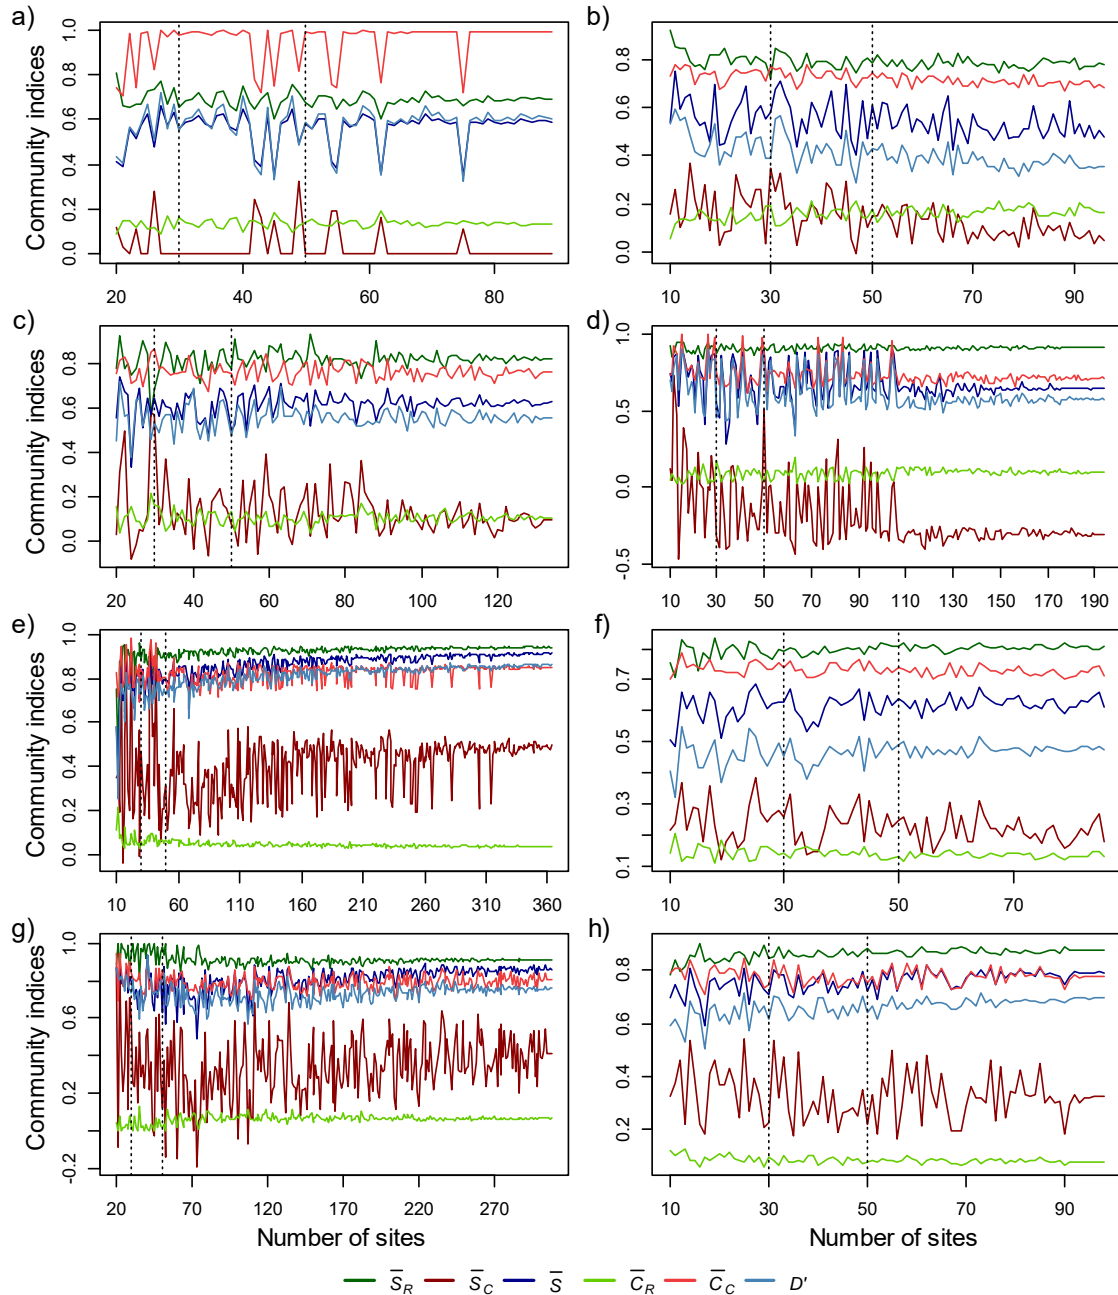 a) b)
Community indices
0.0 0.2 0.4 0.6 0.8 1.0
0.0 0.2 0.4 0.6 0.8
20 40 60 80
10 30 50 70 90
c) d)
Community indices
0.0 0.2 0.4 0.6 0.8
-0.5 0.0 0.5 1.0
20 40 60 80 100 120
10 30 50 70 90 110 130 150 170 190
e) f)
Community indices
0.0 0.2 0.4 0.6 0.8 1.0
0.1 0.3 0.5 0.7
10 60 110 160 210 260 310 360
10 30 50 70
g) h)
Community indices
-0.2 0.2 0.6 1.0
0.2 0.4 0.6 0.8
20 70 120 170 220 270
10 30 50 70 90
Number of sites Number of sites
S̅_R S̅_C S̅ C̅_R C̅_C D'